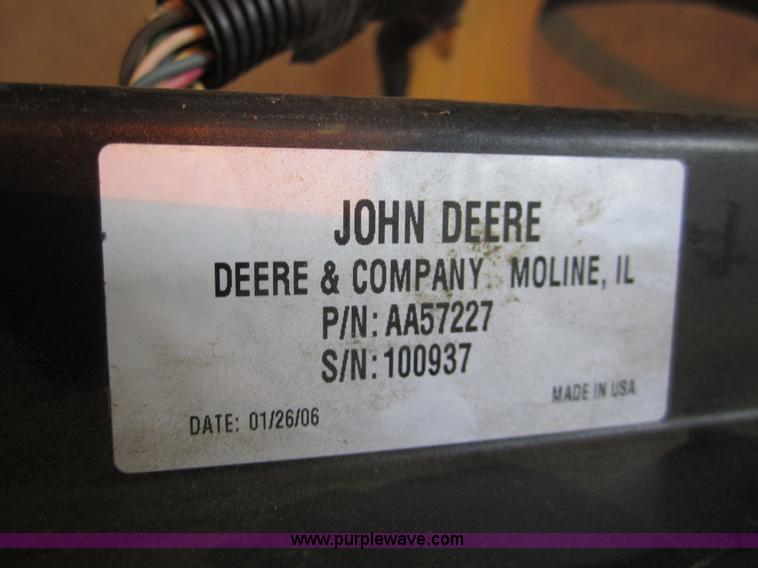 JOHN DEERE
DEERE & COMPANY MOLINE, IL
P/N: AA57227
S/N: 100937
MADE IN USA
DATE: 01/26/06
www.purplewave.com